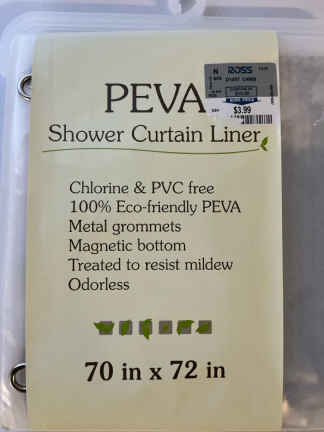 PEVA
Shower Curtain Liner
ROSS
$3.99
Chlorine & PVC free
100% Eco-friendly PEVA
Metal grommets
Magnetic bottom
Treated to resist mildew
Odorless
70 in x 72 in